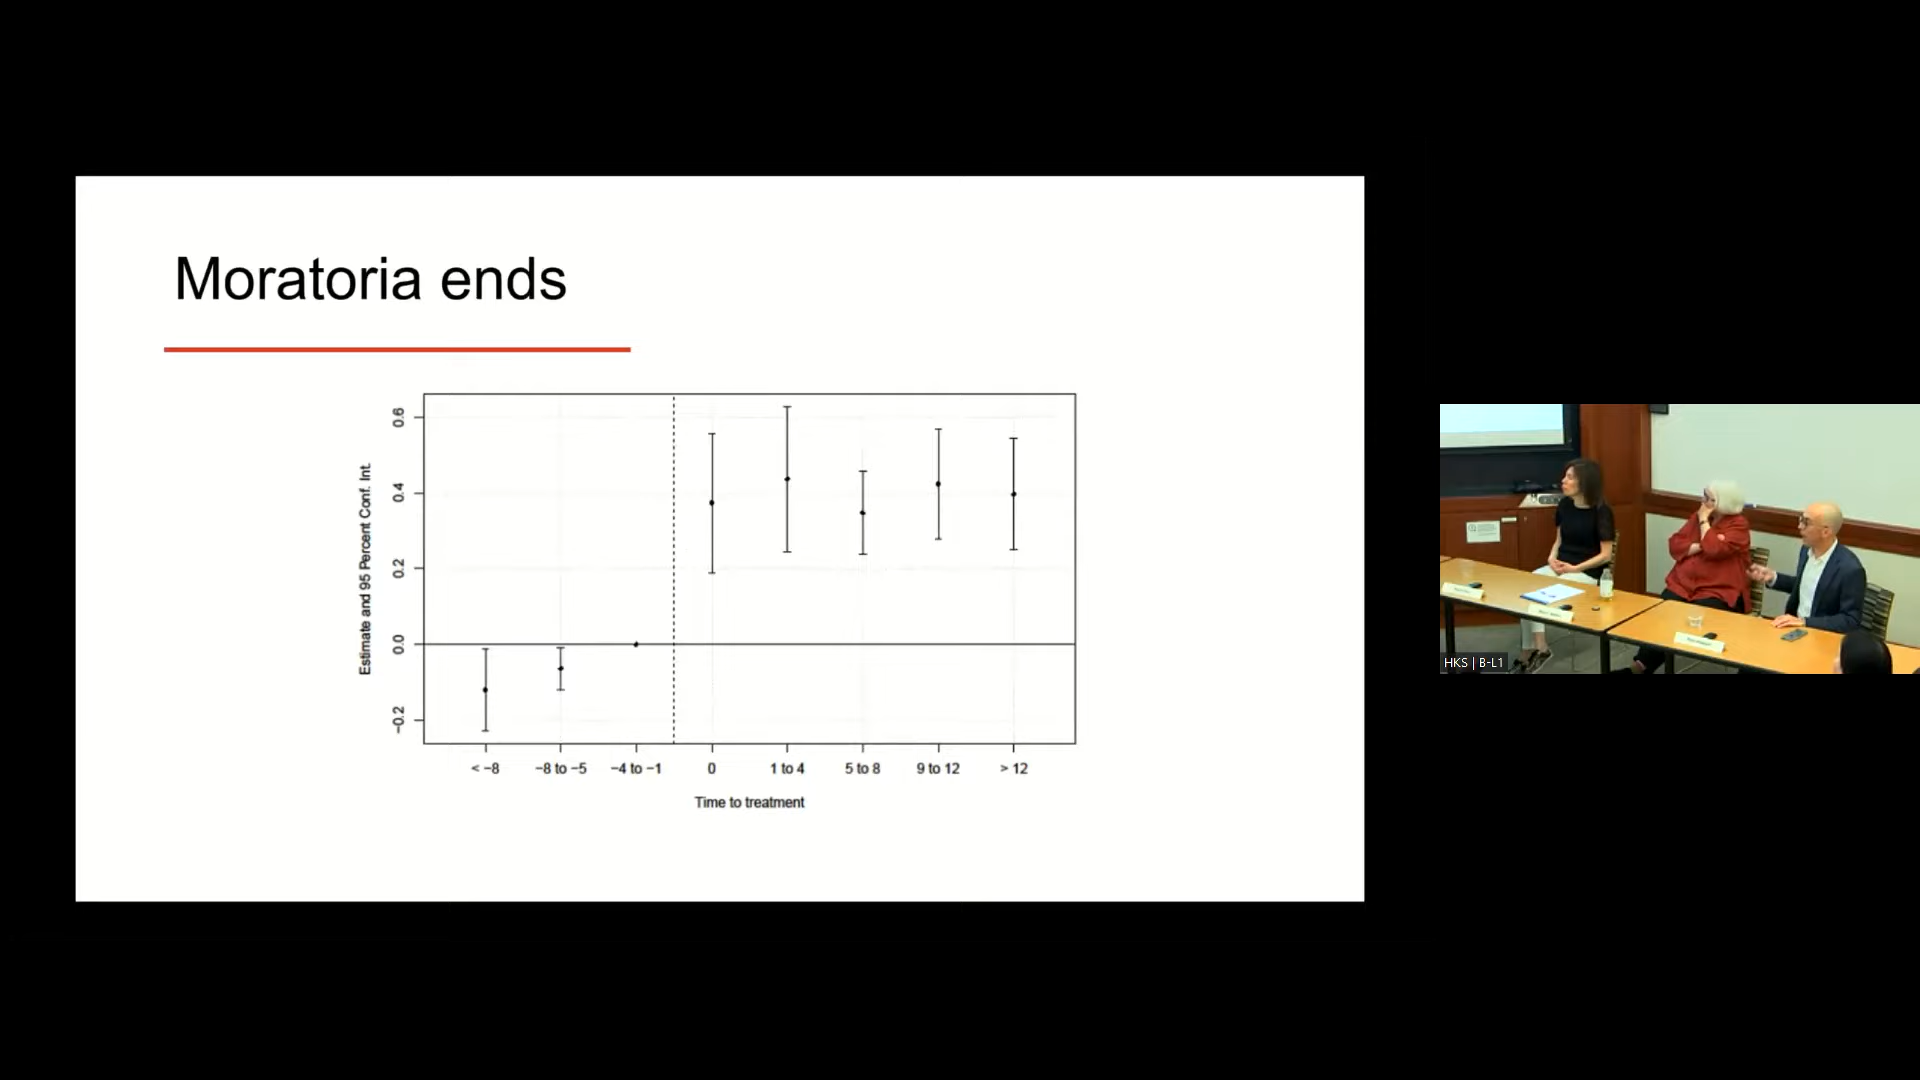 Moratoria ends
Estimate and 95 Percent Conf. Int.
0.6
0.4
0.2
0.0
−0.2
< −8
−8 to −5
−4 to −1
0
1 to 4
5 to 8
9 to 12
> 12
Time to treatment
HKS | B-L1